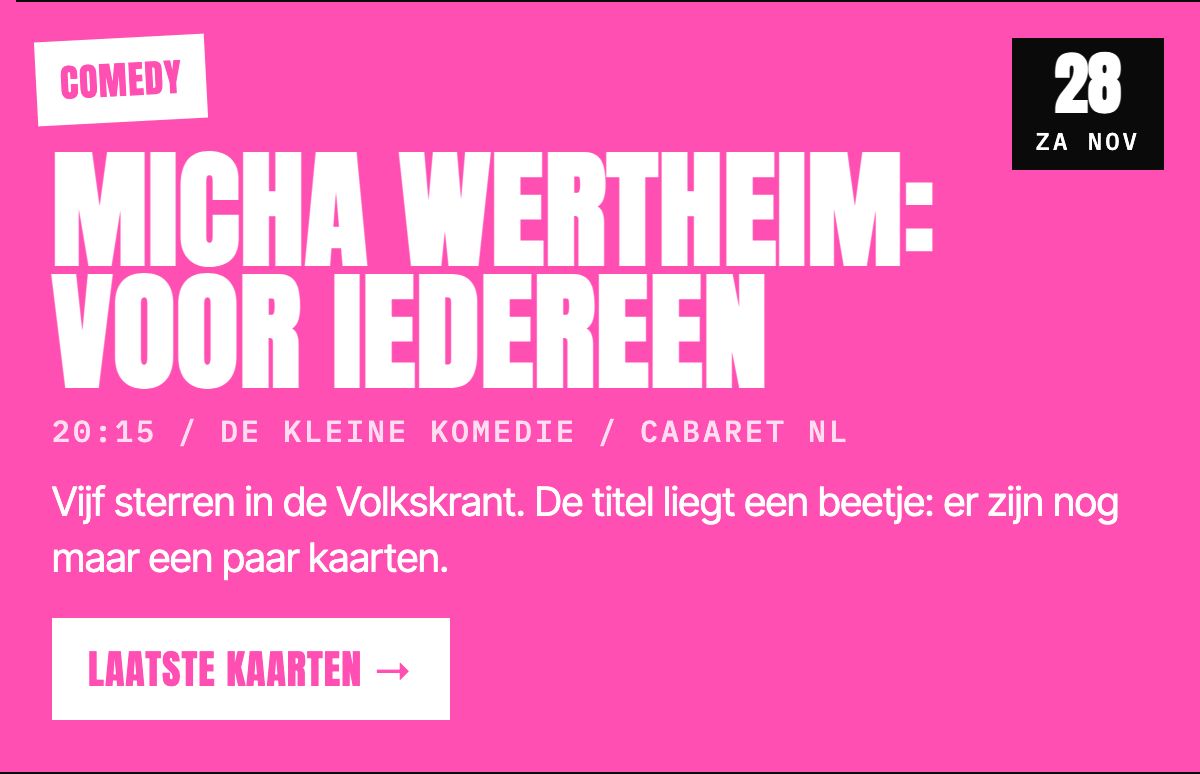 COMEDY
28
ZA NOV
MICHA WERTHEIM:
VOOR IEDEREEN
20:15 / DE KLEINE KOMEDIE / CABARET NL
Vijf sterren in de Volkskrant. De titel liegt een beetje: er zijn nog
maar een paar kaarten.
LAATSTE KAARTEN →